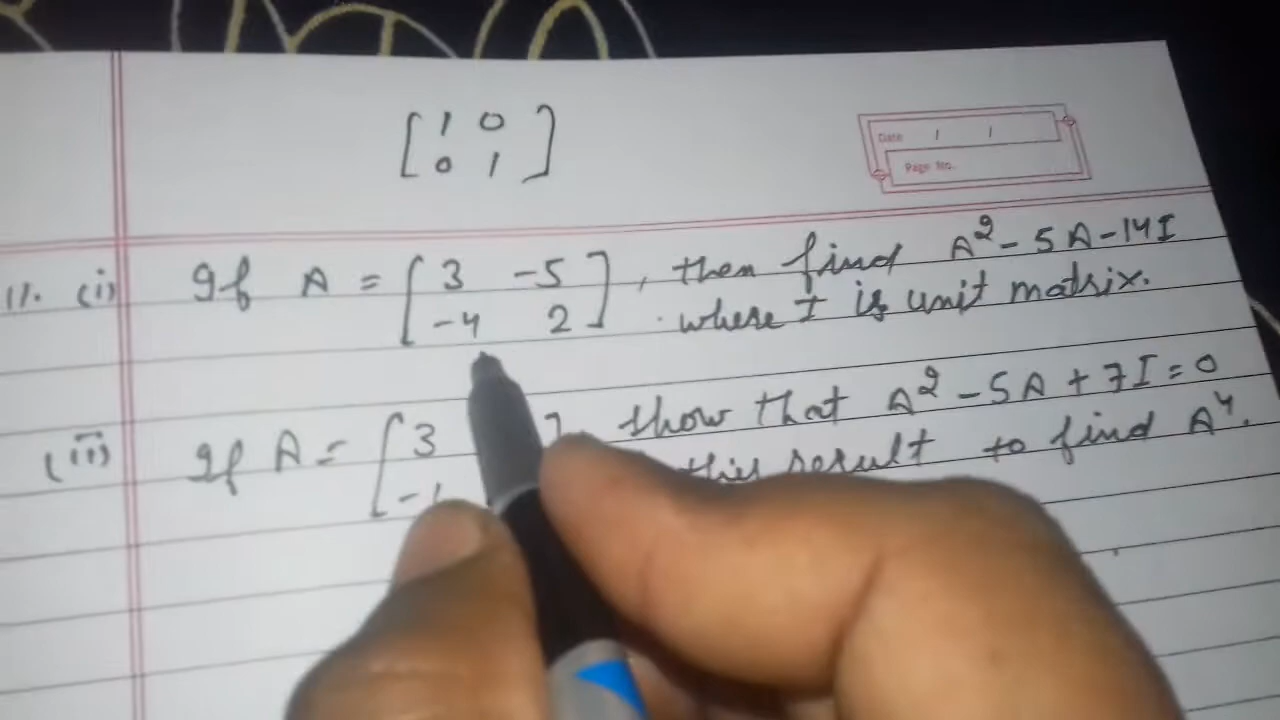 [ 1 0
0 1 ]
Date / /
Page No.
11. (i) If A = [ 3 -5 ], then find A² - 5A - 14I
-4 2 where I is unit matrix.
(ii) If A = [ 3 ], show that A² - 5A + 7I = 0
-1 this result to find A⁴.